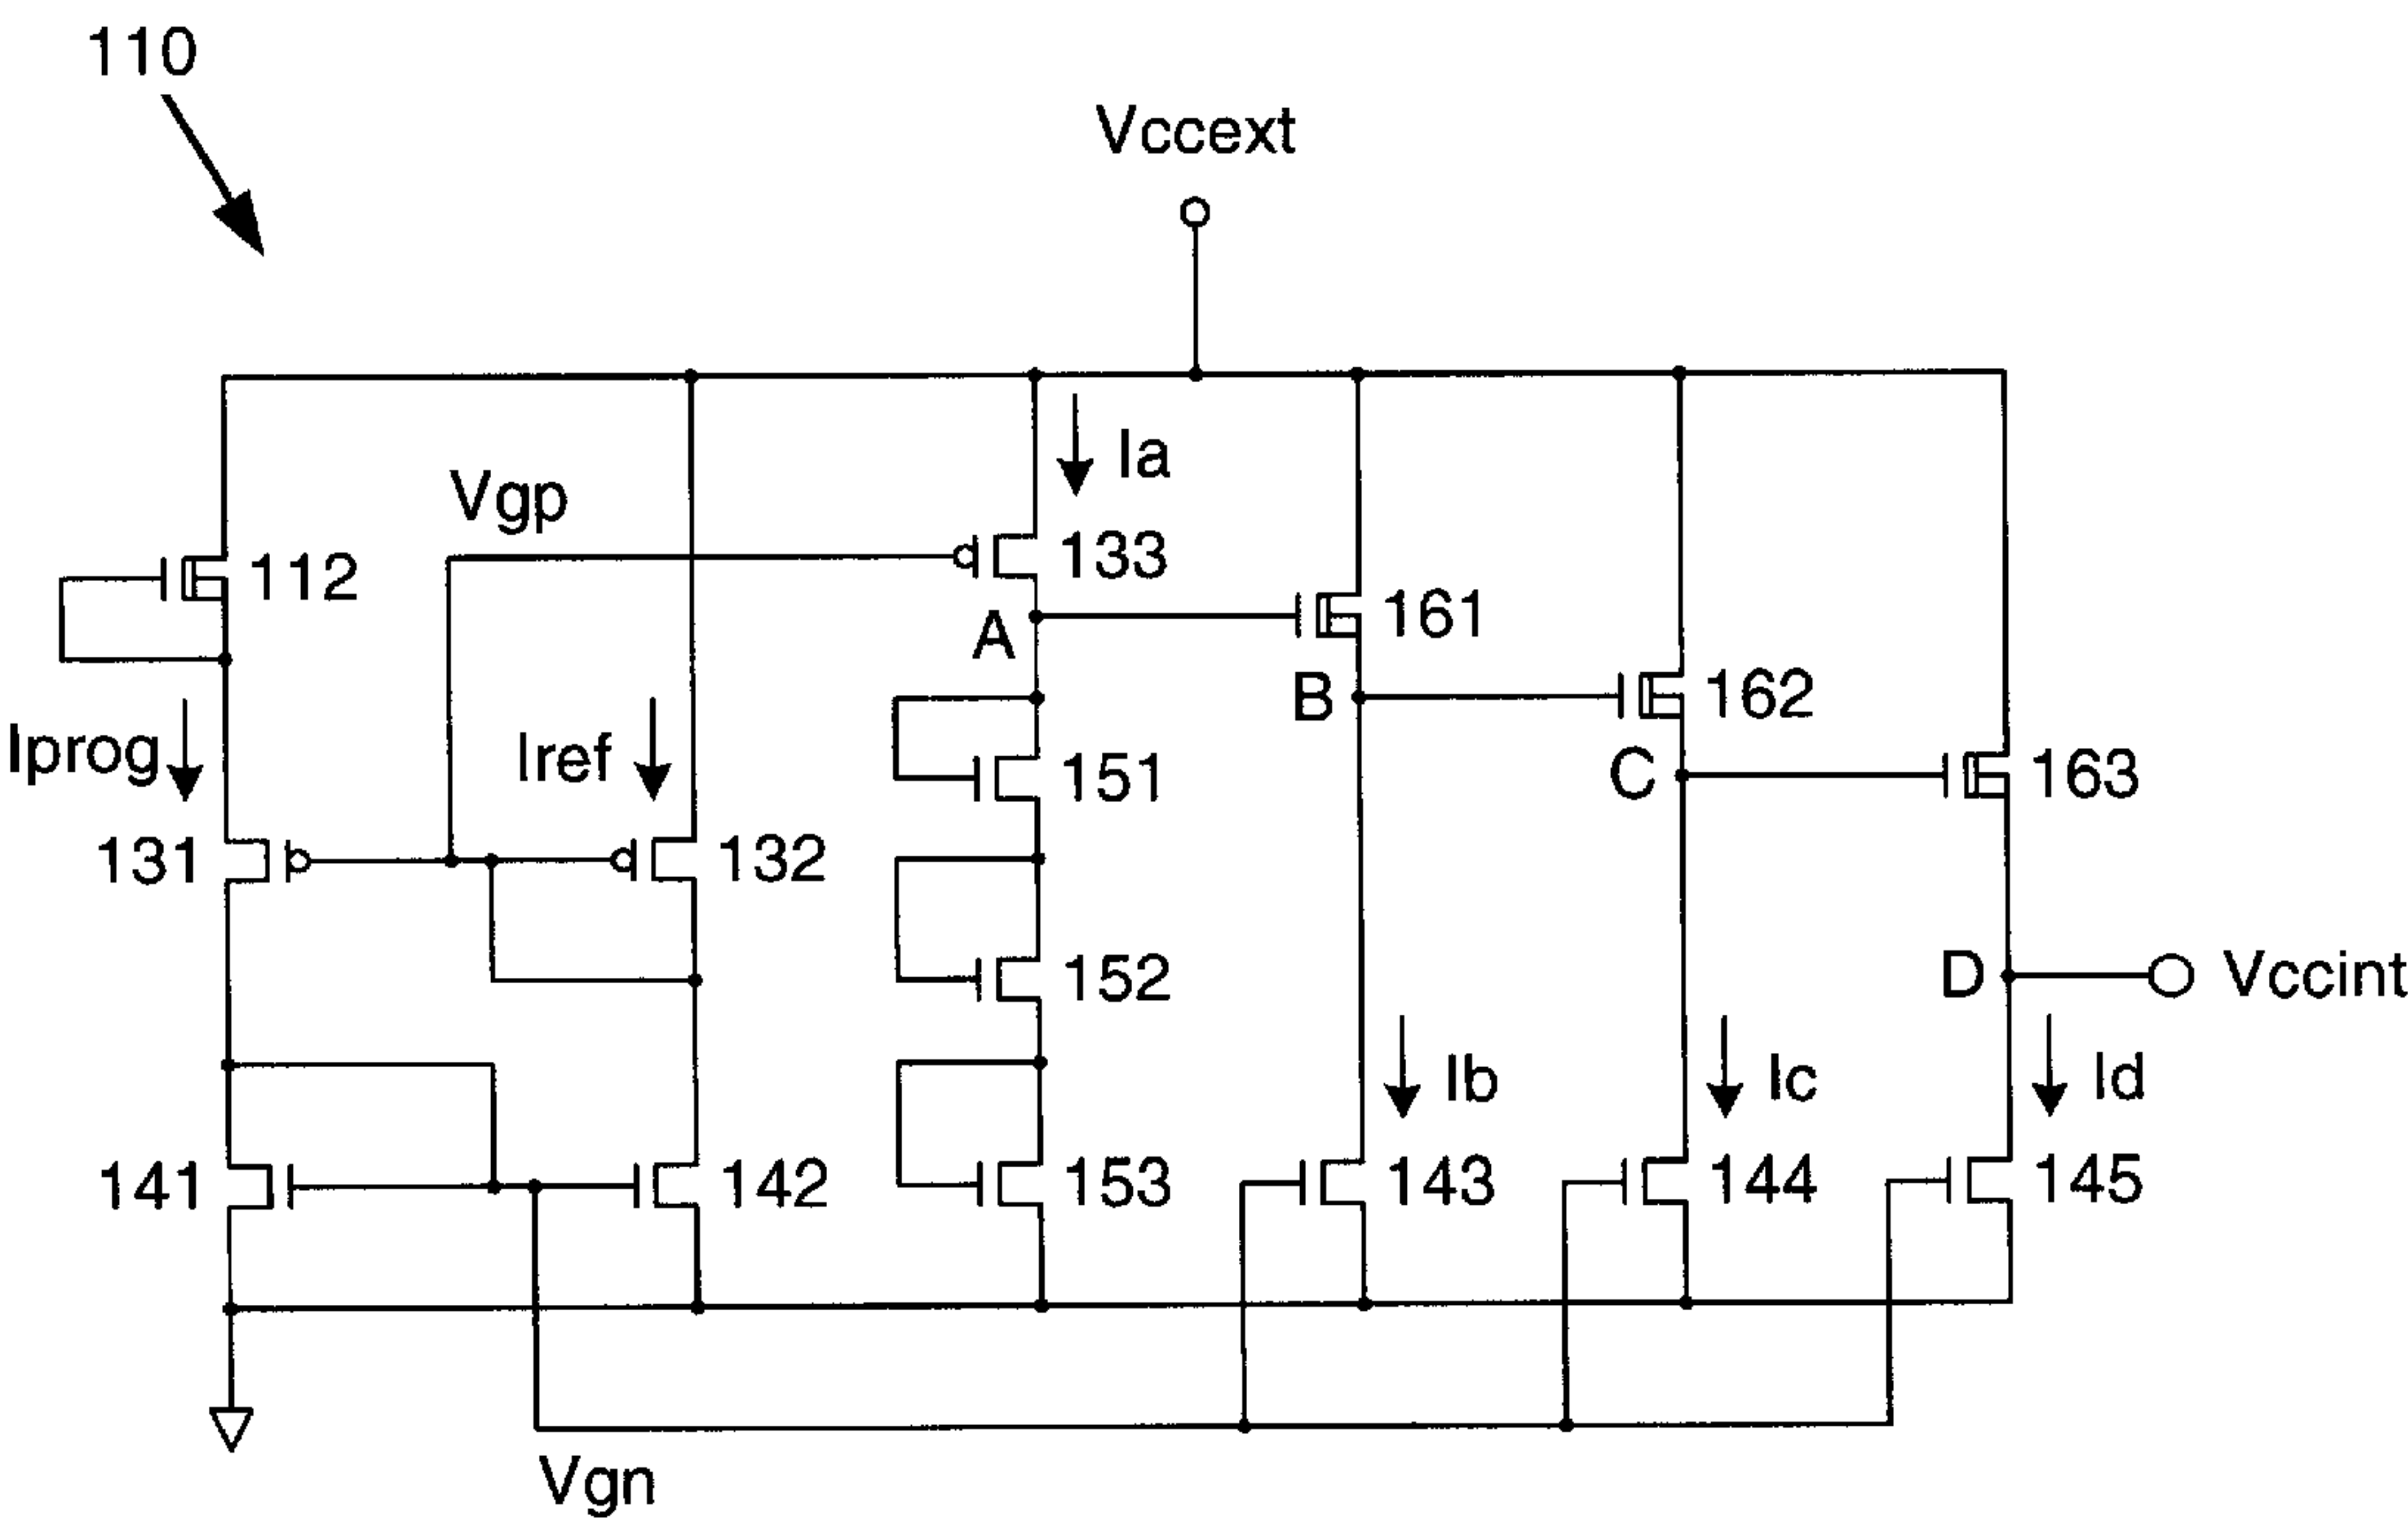 110
Vccext
Ia
Vgp
133
112
161
A
B
162
Iprog
Iref
151
C
163
131
132
152
D
Vccint
Ib
Ic
Id
141
142
153
143
144
145
Vgn